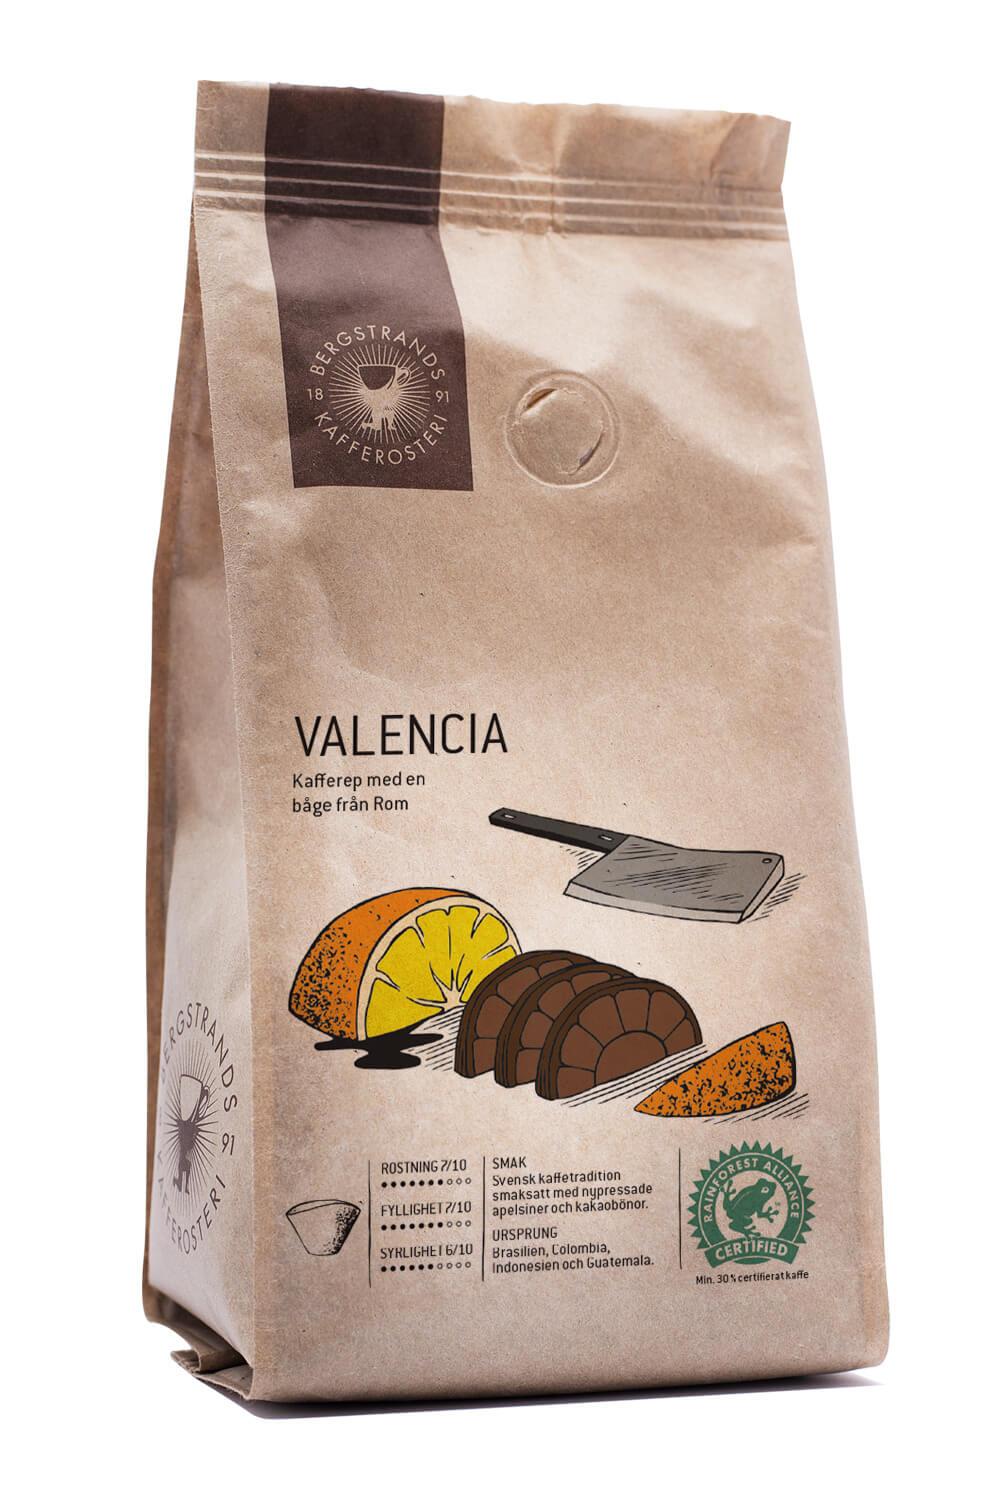 BERGSTRANDS
18 91
KAFFEROSTERI
VALENCIA
Kafferep med en
båge från Rom
ROSTNING 7/10
FYLLIGHET 7/10
SYRLIGHET 6/10
SMAK
Svensk kaffetradition
smaksatt med nypressade
apelsiner och kakaobönor.
URSPRUNG
Brasilien, Colombia,
Indonesien och Guatemala.
RAINFOREST ALLIANCE
CERTIFIED
Min. 30% certifierat kaffe
BERGSTRANDS
91
KAFFEROSTERI